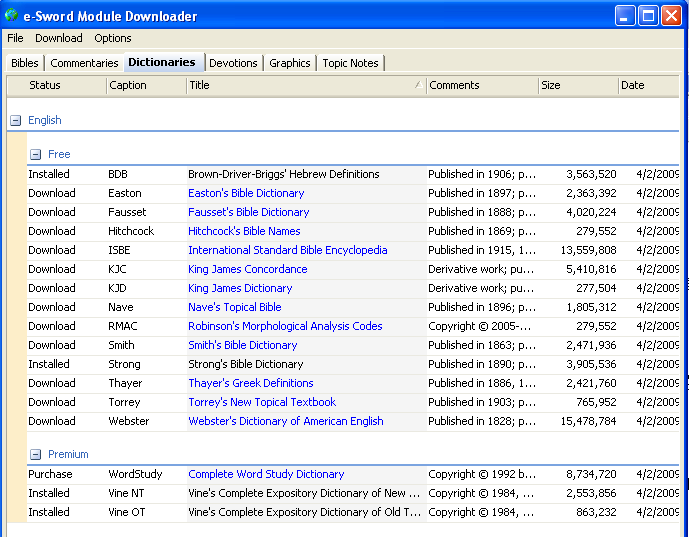 e-Sword Module Downloader
File Download Options
Bibles Commentaries Dictionaries Devotions Graphics Topic Notes
Status Caption Title Comments Size Date
English
Free
Installed BDB Brown-Driver-Briggs' Hebrew Definitions Published in 1906; p... 3,563,520 4/2/2009
Download Easton Easton's Bible Dictionary Published in 1897; p... 2,363,392 4/2/2009
Download Fausset Fausset's Bible Dictionary Published in 1888; p... 4,020,224 4/2/2009
Download Hitchcock Hitchcock's Bible Names Published in 1869; p... 279,552 4/2/2009
Download ISBE International Standard Bible Encyclopedia Published in 1915, 1... 13,559,808 4/2/2009
Download KJC King James Concordance Derivative work; pu... 5,410,816 4/2/2009
Download KJD King James Dictionary Derivative work; pu... 277,504 4/2/2009
Download Nave Nave's Topical Bible Published in 1896; p... 1,805,312 4/2/2009
Download RMAC Robinson's Morphological Analysis Codes Copyright © 2005-... 279,552 4/2/2009
Download Smith Smith's Bible Dictionary Published in 1863; p... 2,471,936 4/2/2009
Installed Strong Strong's Bible Dictionary Published in 1890; p... 3,905,536 4/2/2009
Download Thayer Thayer's Greek Definitions Published in 1886, 1... 2,421,760 4/2/2009
Download Torrey Torrey's New Topical Textbook Published in 1903; p... 765,952 4/2/2009
Download Webster Webster's Dictionary of American English Published in 1828; p... 15,478,784 4/2/2009
Premium
Purchase WordStudy Complete Word Study Dictionary Copyright © 1992 b... 8,734,720 4/2/2009
Installed Vine NT Vine's Complete Expository Dictionary of New ... Copyright © 1984, ... 2,553,856 4/2/2009
Installed Vine OT Vine's Complete Expository Dictionary of Old T... Copyright © 1984, ... 863,232 4/2/2009